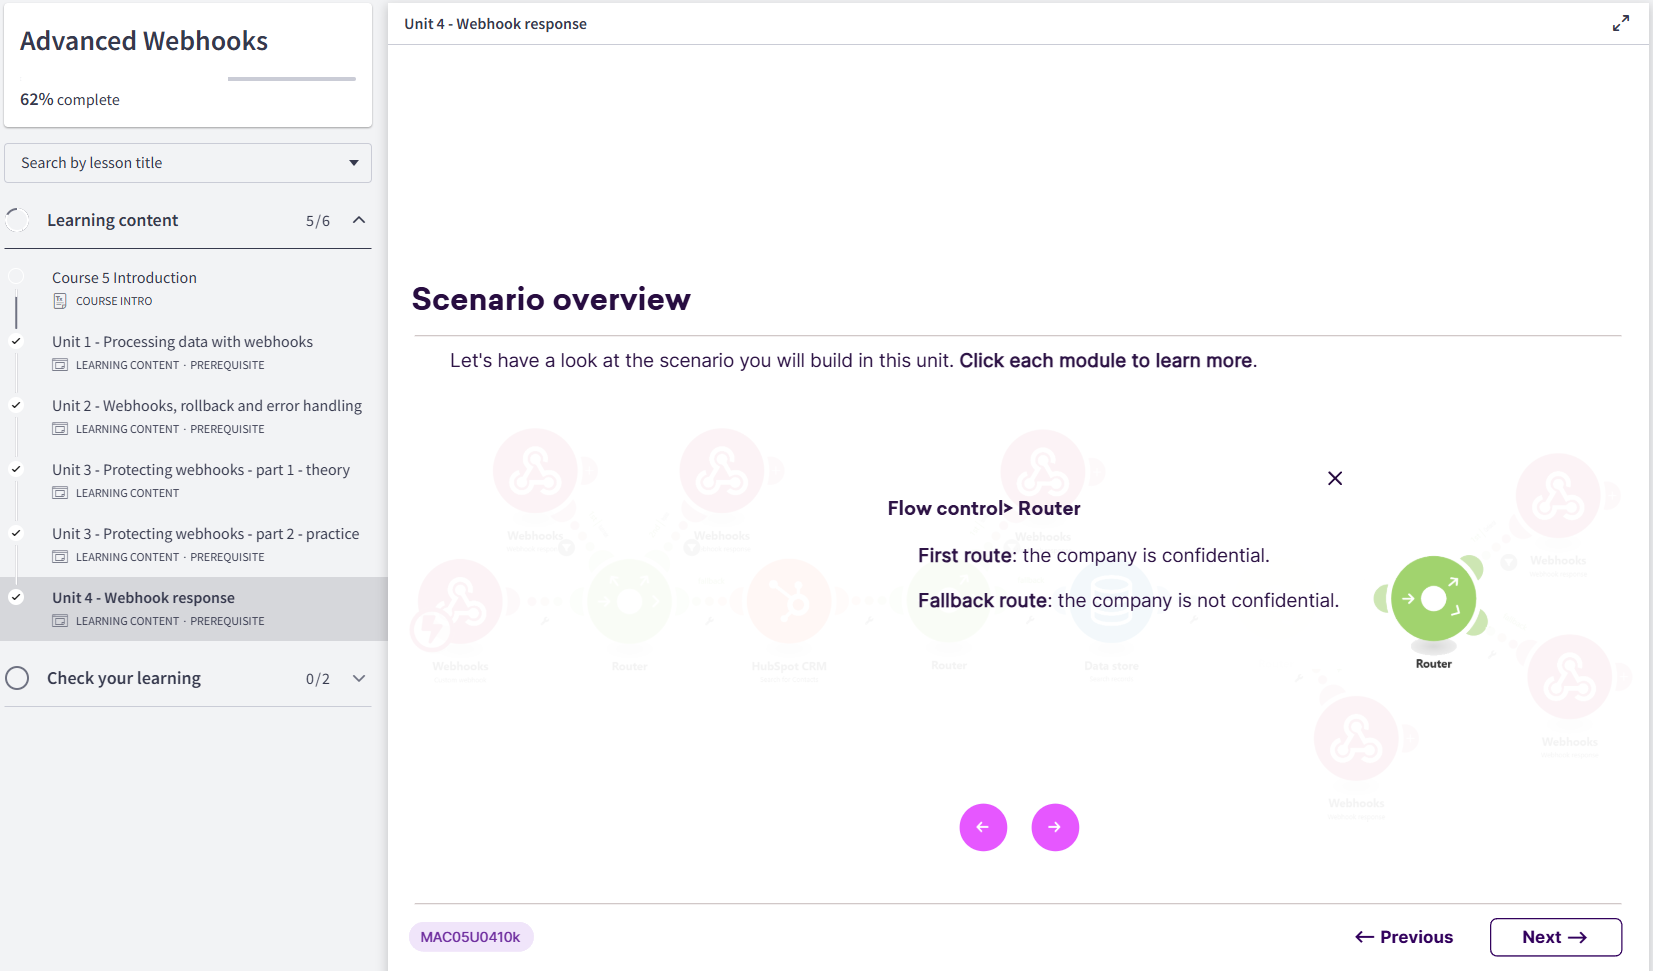 Advanced Webhooks
62% complete
Search by lesson title
Learning content 5/6
Course 5 Introduction
COURSE INTRO
Unit 1 - Processing data with webhooks
LEARNING CONTENT · PREREQUISITE
Unit 2 - Webhooks, rollback and error handling
LEARNING CONTENT · PREREQUISITE
Unit 3 - Protecting webhooks - part 1 - theory
LEARNING CONTENT
Unit 3 - Protecting webhooks - part 2 - practice
LEARNING CONTENT · PREREQUISITE
Unit 4 - Webhook response
LEARNING CONTENT · PREREQUISITE
Check your learning 0/2
Unit 4 - Webhook response
Scenario overview
Let's have a look at the scenario you will build in this unit. Click each module to learn more.
Webhooks
Webhooks
Webhooks
Webhooks
Flow control> Router
First route: the company is confidential.
Fallback route: the company is not confidential.
Webhooks
Router
HubSpot CRM
Router
Data store
Router
Webhooks
Webhooks
MAC05U0410k
← Previous
Next →